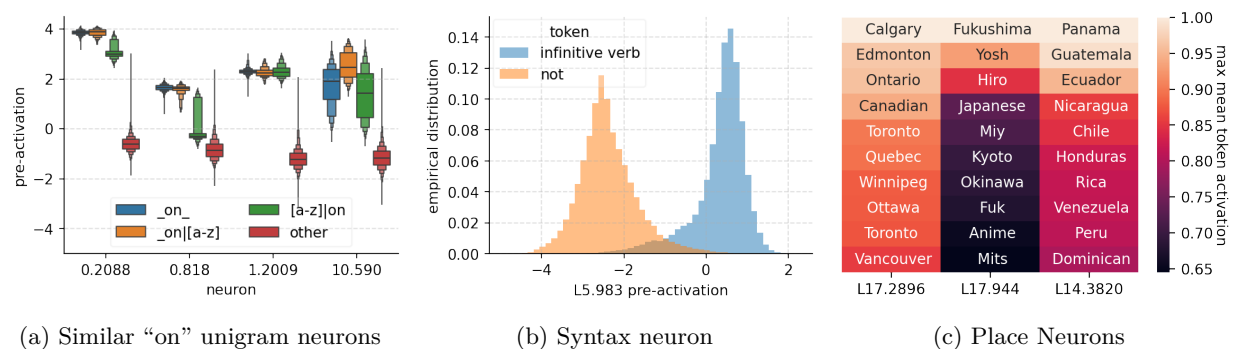 pre-activation
4
2
0
−2
−4
_on_
_on|[a-z]
[a-z]|on
other
0.2088
0.818
1.2009
10.590
neuron
(a) Similar “on” unigram neurons
empirical distribution
0.14
0.12
0.10
0.08
0.06
0.04
0.02
0.00
token
infinitive verb
not
−4
−2
0
2
L5.983 pre-activation
(b) Syntax neuron
Calgary Fukushima Panama
Edmonton Yosh Guatemala
Ontario Hiro Ecuador
Canadian Japanese Nicaragua
Toronto Miy Chile
Quebec Kyoto Honduras
Winnipeg Okinawa Rica
Ottawa Fuk Venezuela
Toronto Anime Peru
Vancouver Mits Dominican
L17.2896 L17.944 L14.3820
1.00
0.95
0.90
0.85
0.80
0.75
0.70
0.65
max mean token activation
(c) Place Neurons